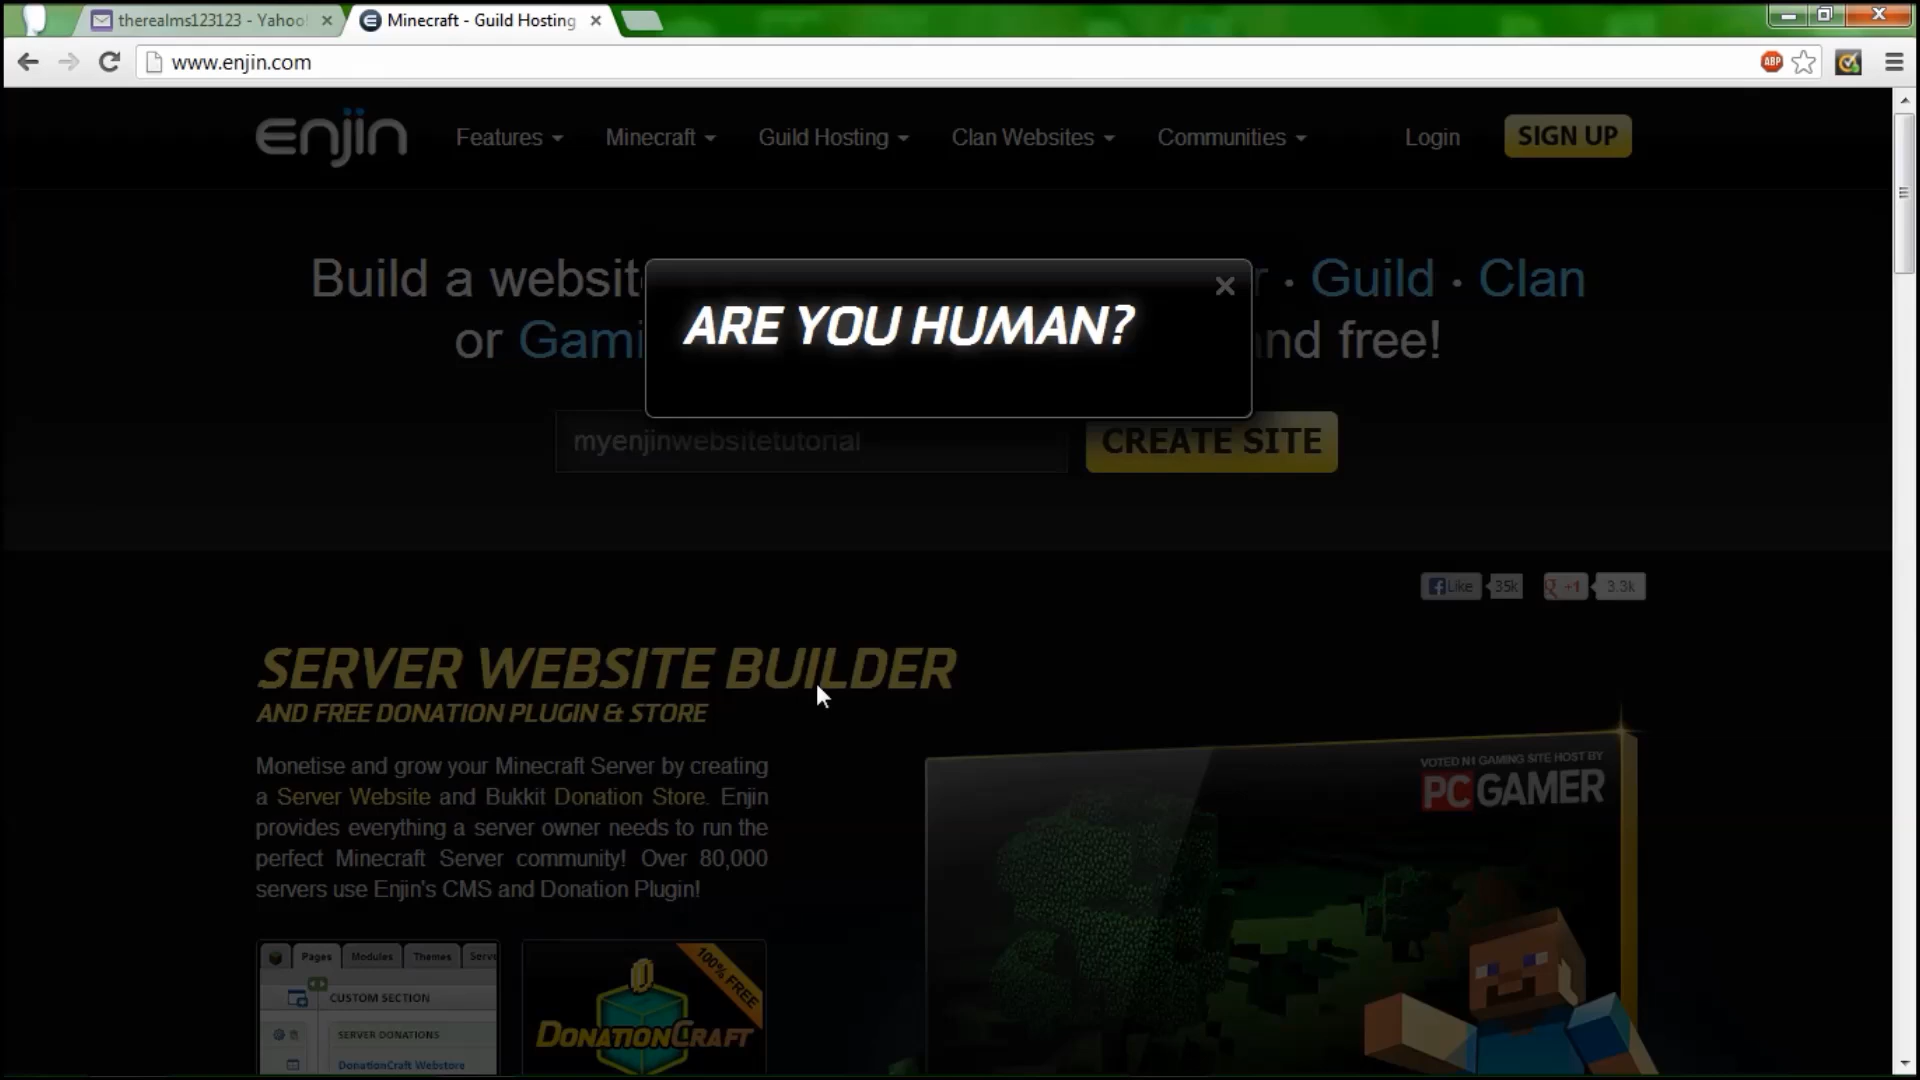 therealms123123 - Yahoo!
Minecraft - Guild Hosting
www.enjin.com
ABP
enjin
Features
Minecraft
Guild Hosting
Clan Websites
Communities
Login
SIGN UP
Build a website
r · Guild · Clan
or Gami
and free!
ARE YOU HUMAN?
myenjinwebsitetutorial
CREATE SITE
Like
35k
+1
3.3k
SERVER WEBSITE BUILDER
AND FREE DONATION PLUGIN & STORE
Monetise and grow your Minecraft Server by creating
a Server Website and Bukkit Donation Store. Enjin
provides everything a server owner needs to run the
perfect Minecraft Server community! Over 80,000
servers use Enjin's CMS and Donation Plugin!
VOTED N1 GAMING SITE HOST BY
PC GAMER
Pages
Modules
Themes
Serve
CUSTOM SECTION
SERVER DONATIONS
DonationCraft Webstore
100% FREE
DONATIONCRAFT